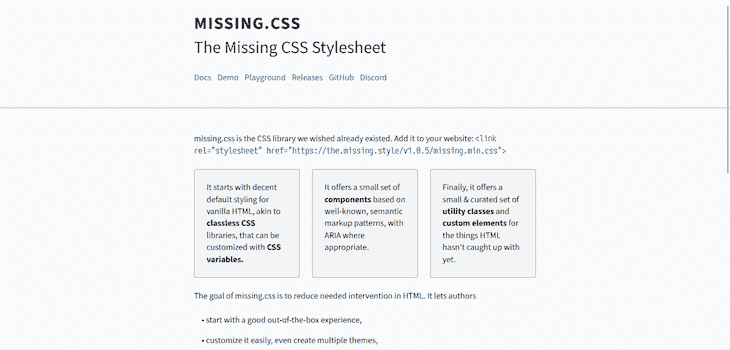 MISSING.CSS
The Missing CSS Stylesheet
Docs Demo Playground Releases GitHub Discord
missing.css is the CSS library we wished already existed. Add it to your website: <link
rel="stylesheet" href="https://the.missing.style/v1.0.5/missing.min.css">
It starts with decent
default styling for
vanilla HTML, akin to
classless CSS
libraries, that can be
customized with CSS
variables.
It offers a small set of
components based on
well-known, semantic
markup patterns, with
ARIA where
appropriate.
Finally, it offers a
small & curated set of
utility classes and
custom elements for
the things HTML
hasn't caught up with
yet.
The goal of missing.css is to reduce needed intervention in HTML. It lets authors
• start with a good out-of-the-box experience,
• customize it easily, even create multiple themes,